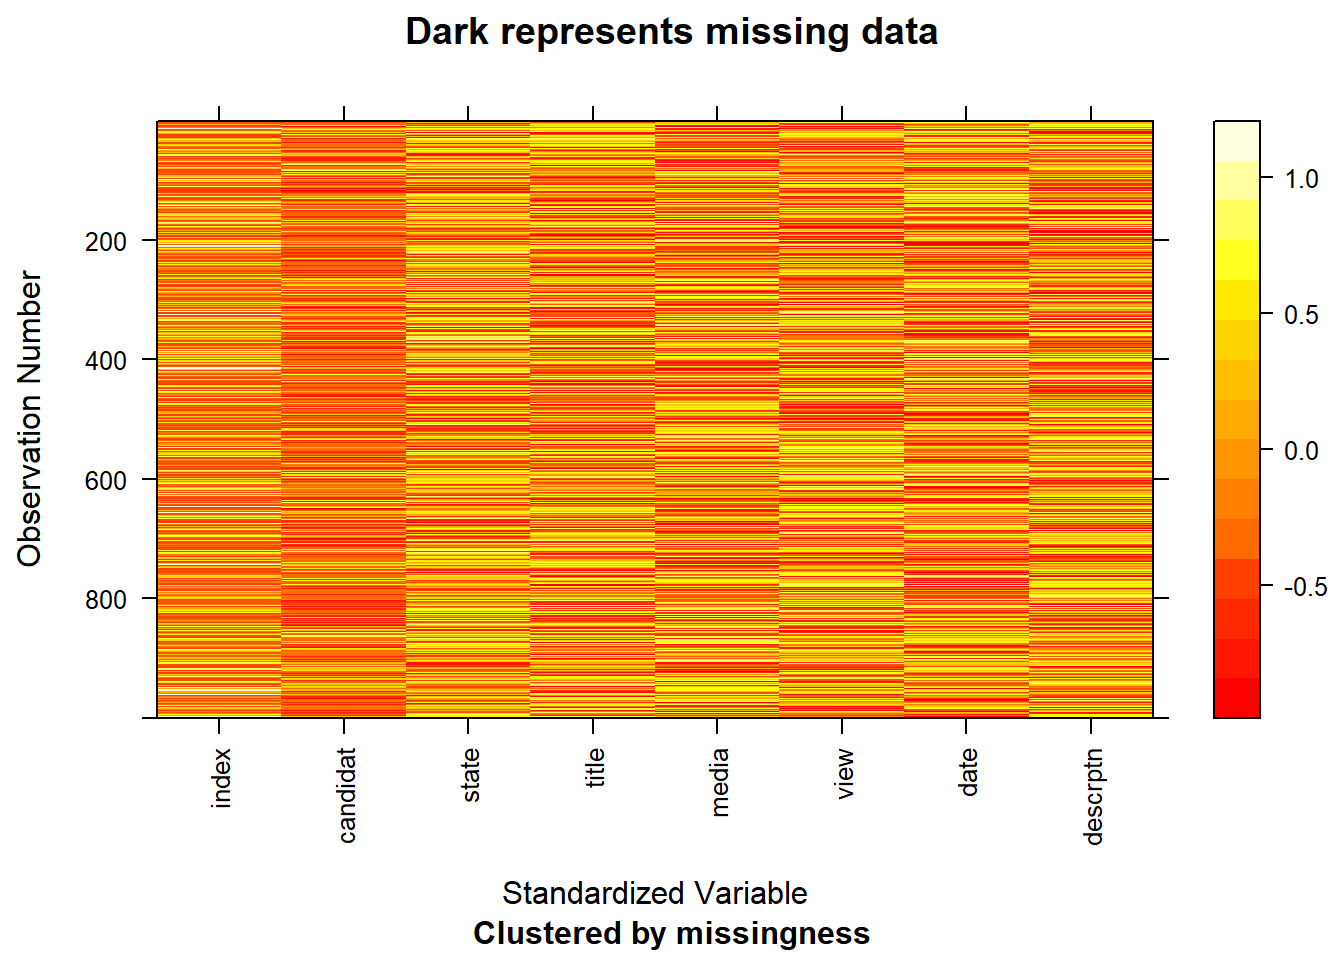 Dark represents missing data
Observation Number
200
400
600
800
1.0
0.5
0.0
-0.5
index
candidat
state
title
media
view
date
descrptn
Standardized Variable
Clustered by missingness